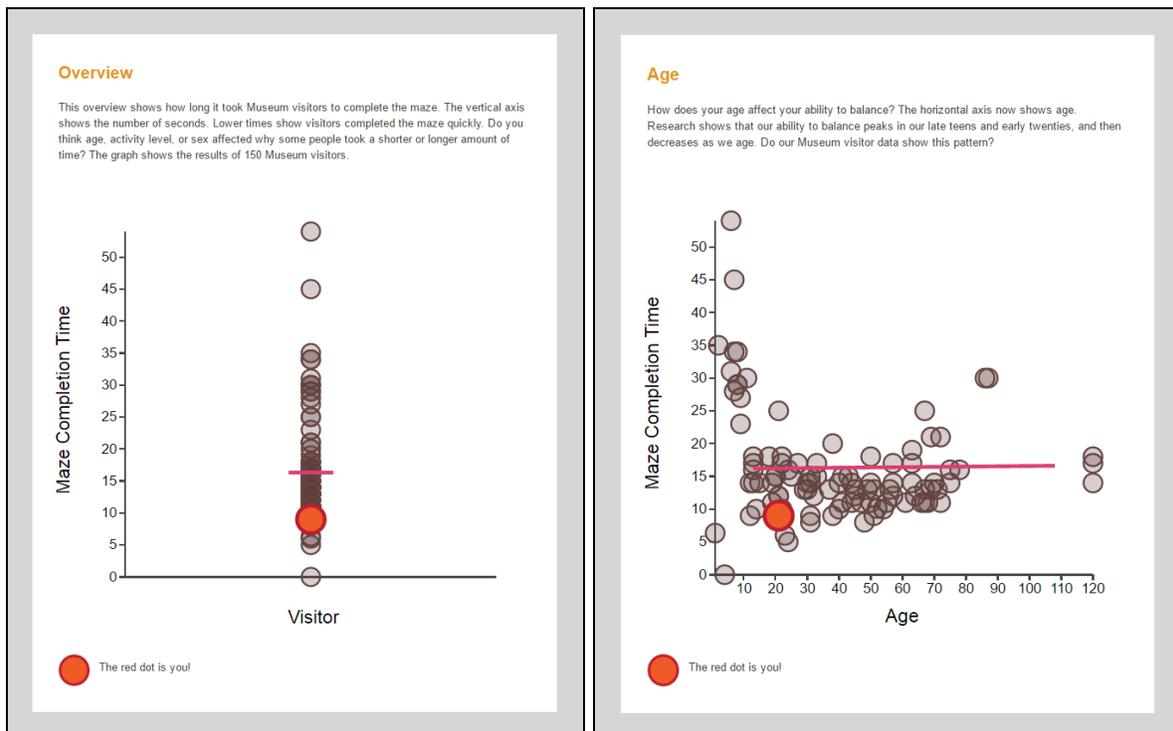 Overview
This overview shows how long it took Museum visitors to complete the maze. The vertical axis
shows the number of seconds. Lower times show visitors completed the maze quickly. Do you
think age, activity level, or sex affected why some people took a shorter or longer amount of
time? The graph shows the results of 150 Museum visitors.
Maze Completion Time
50
45
40
35
30
25
20
15
10
5
0
Visitor
The red dot is you!
Age
How does your age affect your ability to balance? The horizontal axis now shows age.
Research shows that our ability to balance peaks in our late teens and early twenties, and then
decreases as we age. Do our Museum visitor data show this pattern?
Maze Completion Time
50
45
40
35
30
25
20
15
10
5
0
10 20 30 40 50 60 70 80 90 100 110 120
Age
The red dot is you!